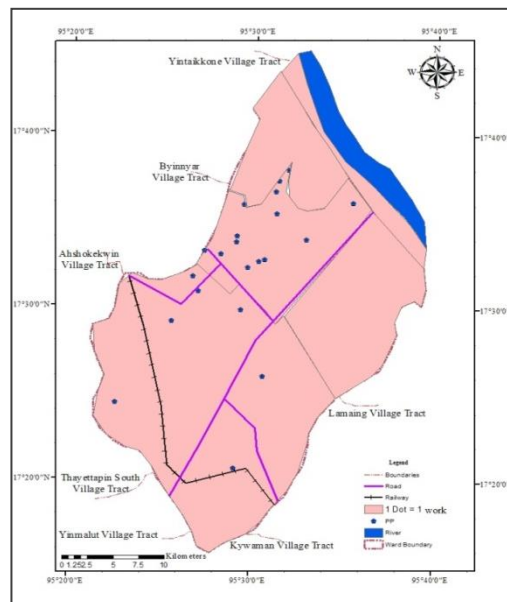 95°20'0"E
95°30'0"E
95°40'0"E
Yintaikkone Village Tract
N
W
E
S
17°40'0"N
17°40'0"N
Byinnyar
Village Tract
Ahshokekwin
Village Tract
17°30'0"N
17°30'0"N
Lamaing Village Tract
Legend
Boundaries
Road
Railway
1 Dot = 1 work
PP
River
Ward Boundary
17°20'0"N
17°20'0"N
Thayettapin South
Village Tract
Yinmalut Village Tract
Kywaman Village Tract
Kilometers
0 1.25 2.5 5 7.5 10
95°20'0"E
95°30'0"E
95°40'0"E